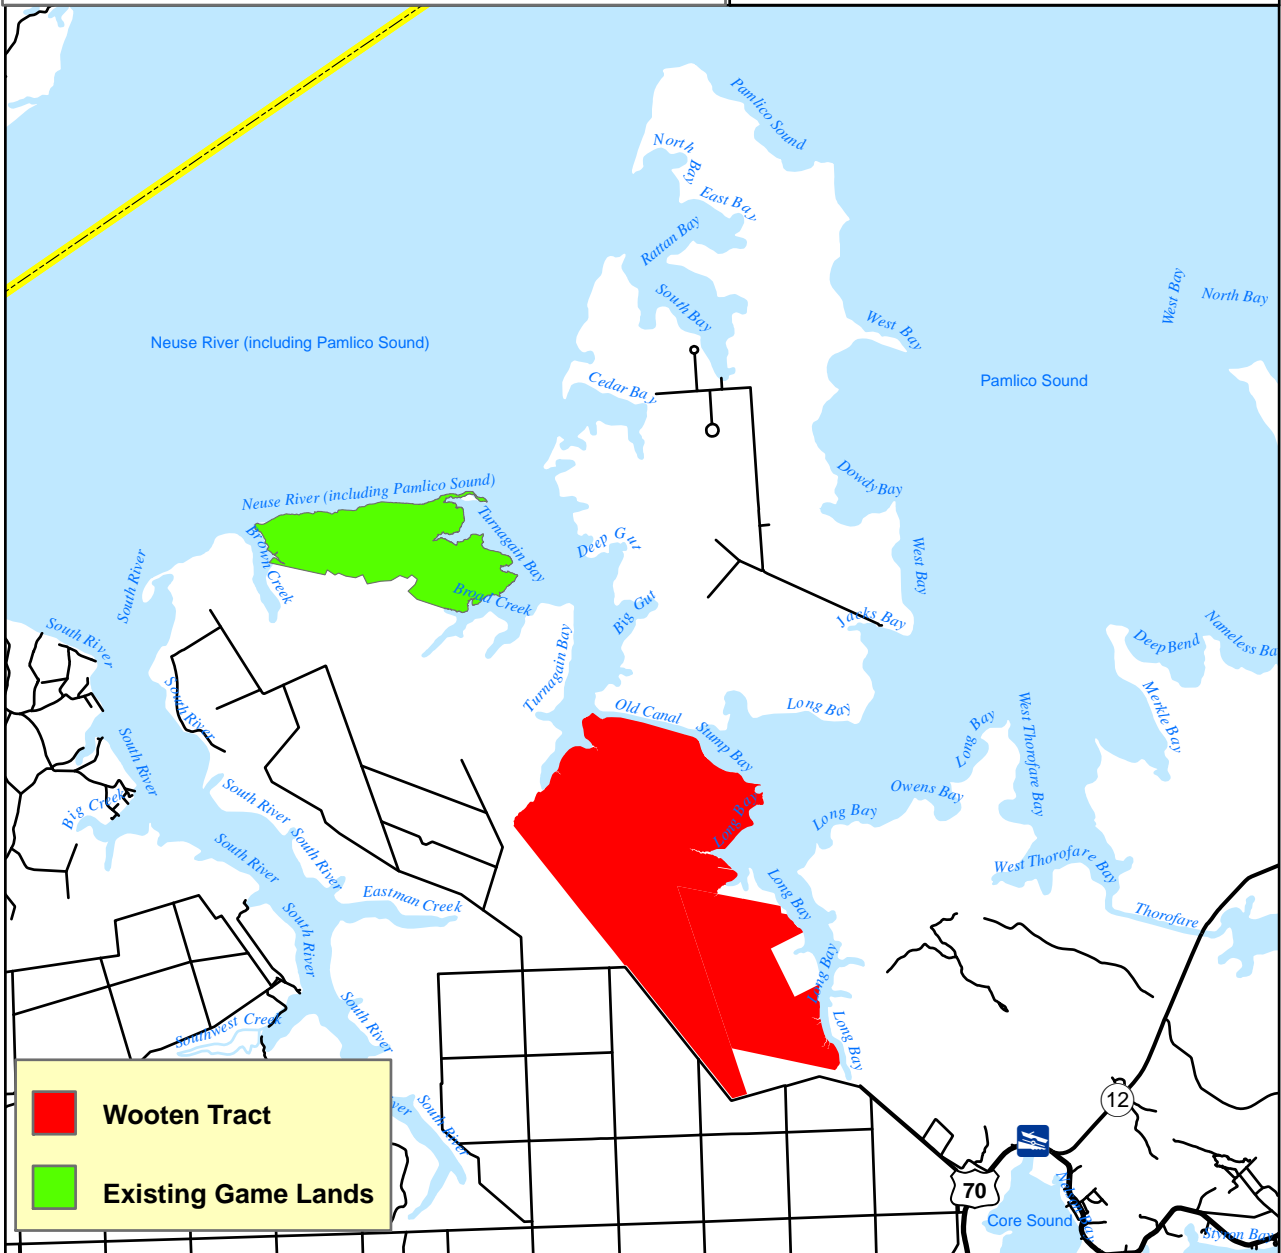 Pamlico Sound
North
Bay
East Bay
Rattan Bay
South Bay
West Bay
West Bay
North Bay
Neuse River (including Pamlico Sound)
Pamlico Sound
Cedar Bay
Dowdy Bay
Neuse River (including Pamlico Sound)
Turnagain Bay
Brown Creek
Deep Gut
West Bay
South River
Broad Creek
Big Gut
Jacks Bay
South River
Turnagain Bay
Deep Bend
Nameless Ba
South River
Old Canal
Long Bay
Stump Bay
Merkle Bay
Long Bay
West Thorofare Bay
South River
Big Creek
South River
South River
South River
Long Bay
Owens Bay
Long Bay
West Thorofare Bay
Eastman Creek
Long Bay
Thorofare
South River
Long Bay
South River
Southwest Creek
Long Bay
ver
South River
12
Wooten Tract
Existing Game Lands
70
Core Sound
Nelson Bay
Styron Bay